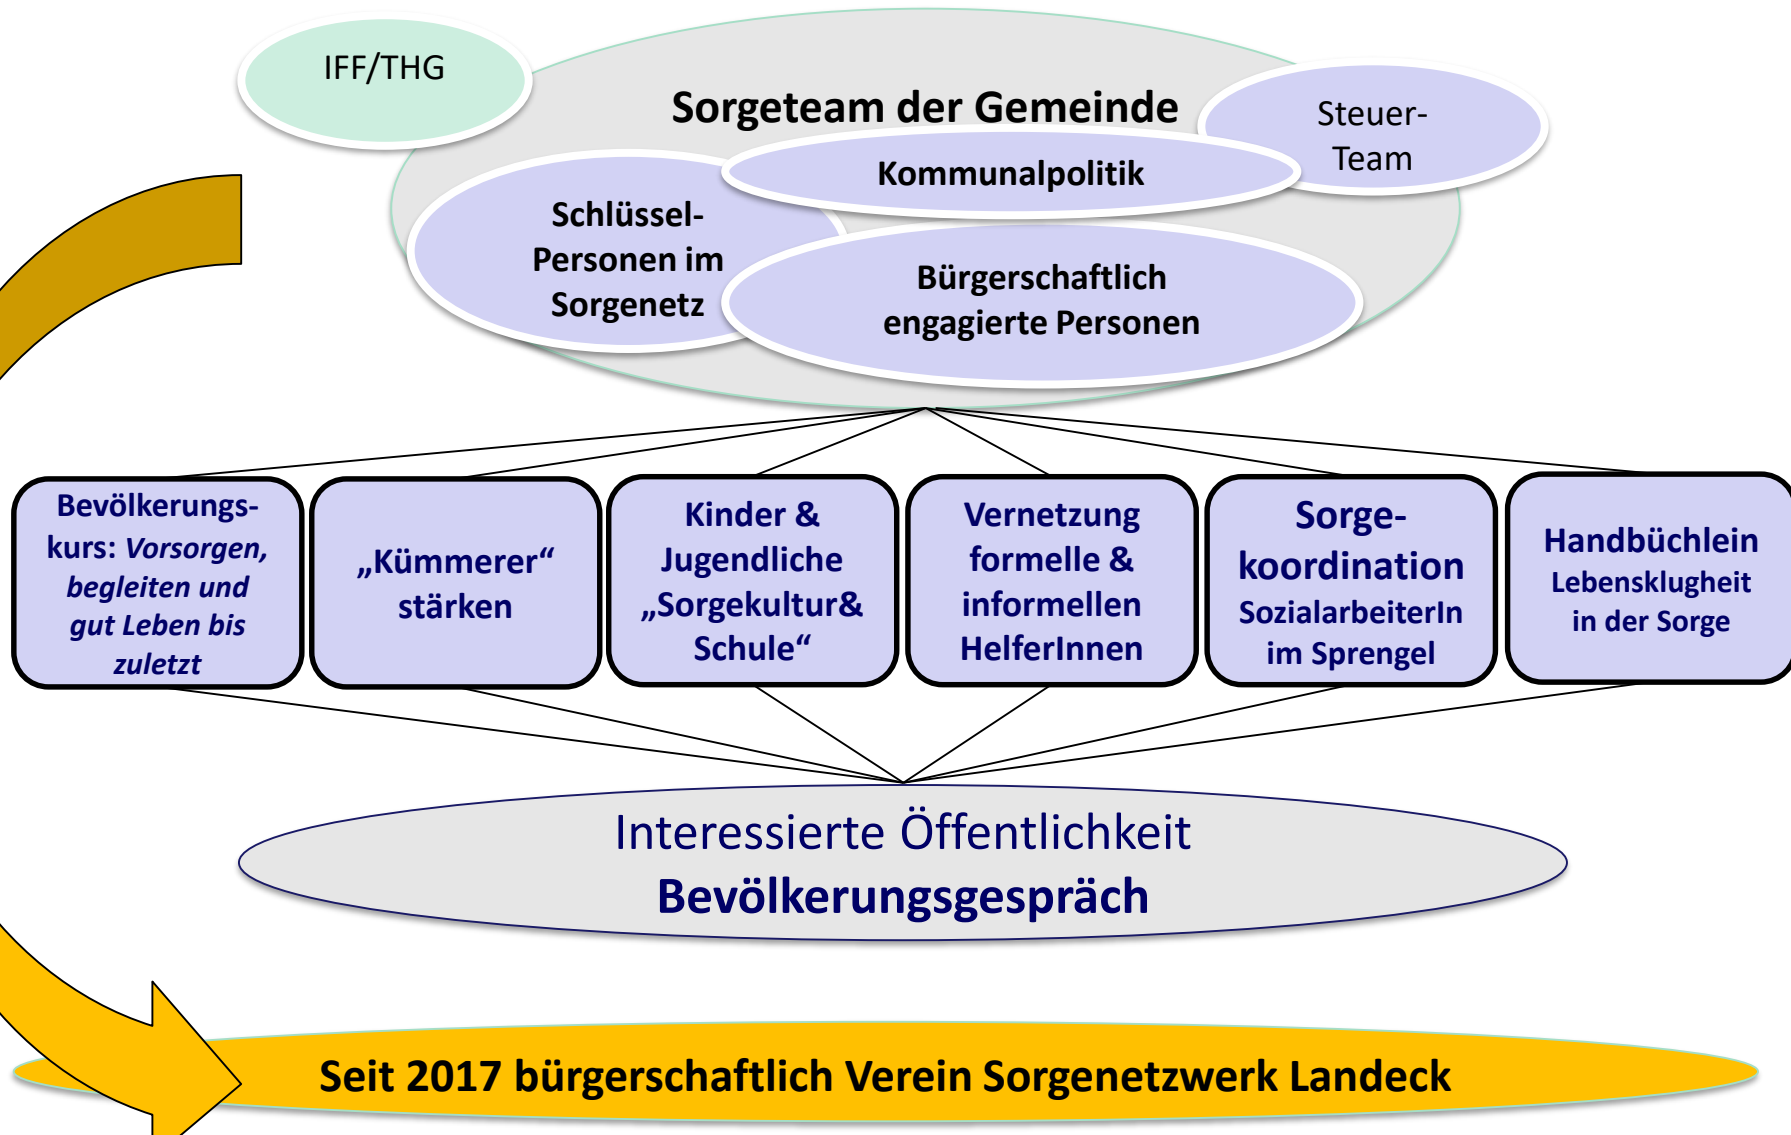 IFF/THG
Sorgeteam der Gemeinde
Steuer-
Team
Kommunalpolitik
Schlüssel-
Personen im
Sorgenetz
Bürgerschaftlich
engagierte Personen
Bevölkerungs-
kurs: Vorsorgen,
begleiten und
gut Leben bis
zuletzt
„Kümmerer“
stärken
Kinder &
Jugendliche
„Sorgekultur&
Schule“
Vernetzung
formelle &
informellen
HelferInnen
Sorge-
koordination
SozialarbeiterIn
im Sprengel
Handbüchlein
Lebensklugheit
in der Sorge
Interessierte Öffentlichkeit
Bevölkerungsgespräch
Seit 2017 bürgerschaftlich Verein Sorgenetzwerk Landeck